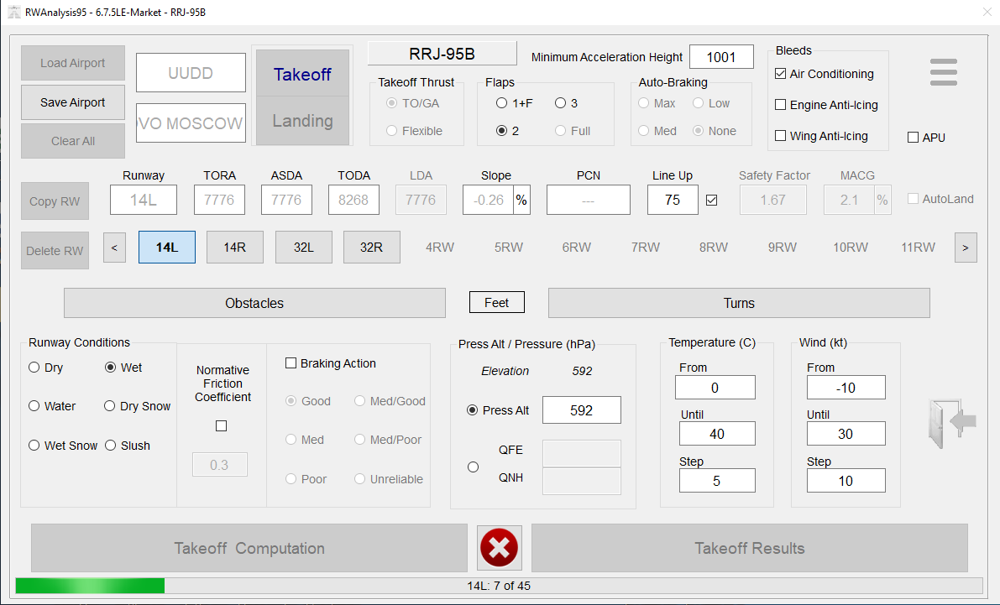 RWAnalysis95 - 6.7.5LE-Market - RRJ-95B
Load Airport
Save Airport
Clear All
UUDD
VO MOSCOW
Takeoff
Landing
RRJ-95B
Minimum Acceleration Height 1001
Takeoff Thrust
TO/GA
Flexible
Flaps
1+F 3
2 Full
Auto-Braking
Max Low
Med None
Bleeds
Air Conditioning
Engine Anti-Icing
Wing Anti-Icing
APU
Runway TORA ASDA TODA LDA Slope PCN Line Up Safety Factor MACG
Copy RW 14L 7776 7776 8268 7776 -0.26 % --- 75 1.67 2.1 % AutoLand
Delete RW < 14L 14R 32L 32R 4RW 5RW 6RW 7RW 8RW 9RW 10RW 11RW >
Obstacles Feet Turns
Runway Conditions
Dry Wet
Water Dry Snow
Wet Snow Slush
Normative
Friction
Coefficient
0.3
Braking Action
Good Med/Good
Med Med/Poor
Poor Unreliable
Press Alt / Pressure (hPa)
Elevation 592
Press Alt 592
QFE
QNH
Temperature (C)
From
0
Until
40
Step
5
Wind (kt)
From
-10
Until
30
Step
10
Takeoff Computation
Takeoff Results
14L: 7 of 45